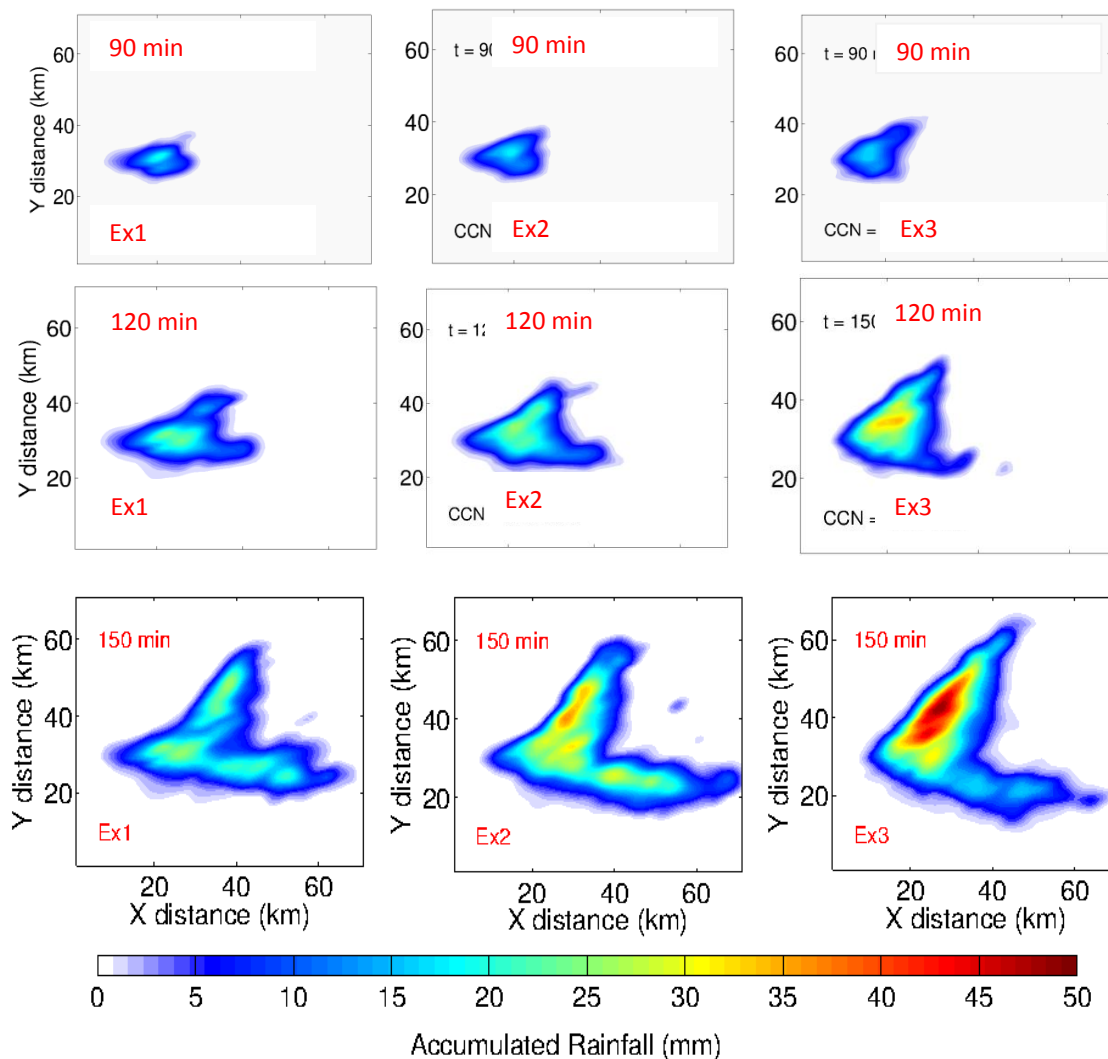 90 min
90 min
90 min
t = 90
t = 90
60
60
60
Y distance (km)
40
40
40
20
20
20
Ex1
CCN
Ex2
CCN =
Ex3
120 min
t = 12
120 min
t = 150
120 min
60
60
60
Y distance (km)
40
40
40
20
20
20
Ex1
CCN
Ex2
CCN =
Ex3
150 min
150 min
150 min
60
60
60
Y distance (km)
Y distance (km)
Y distance (km)
40
40
40
20
20
20
Ex1
Ex2
Ex3
20 40 60
20 40 60
20 40 60
X distance (km)
X distance (km)
X distance (km)
0 5 10 15 20 25 30 35 40 45 50
Accumulated Rainfall (mm)